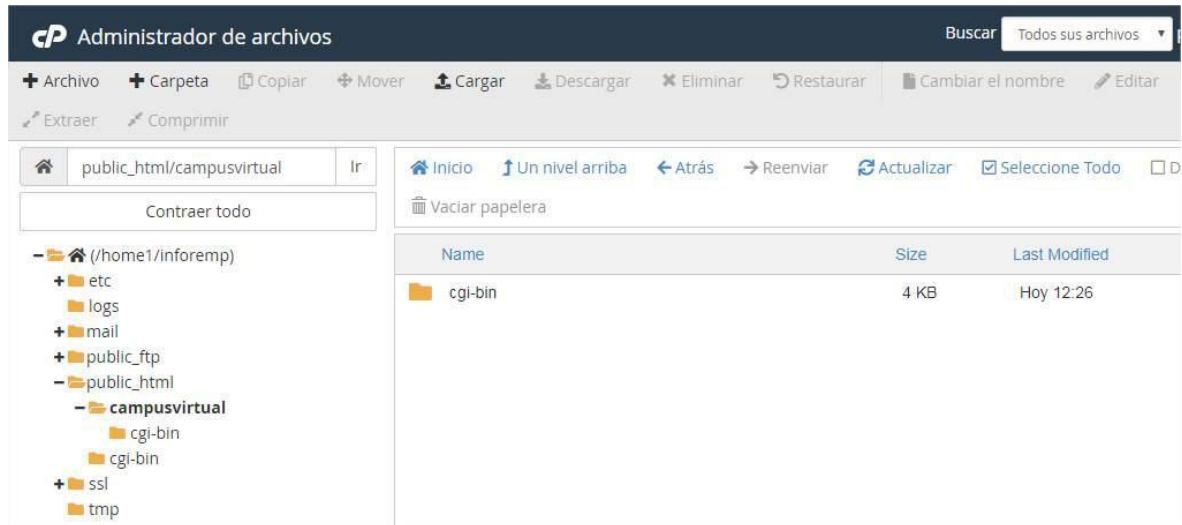 cP Administrador de archivos Buscar Todos sus archivos
Archivo Carpeta Copiar Mover Cargar Descargar Eliminar Restaurar Cambiar el nombre Editar
Extraer Comprimir
public_html/campusvirtual Ir
Contraer todo
(/home1/inforemp)
etc
logs
mail
public_ftp
public_html
campusvirtual
cgi-bin
cgi-bin
ssl
tmp
Inicio Un nivel arriba Atrás Reenviar Actualizar Seleccione Todo
Vaciar papelera
Name Size Last Modified
cgi-bin 4 KB Hoy 12:26